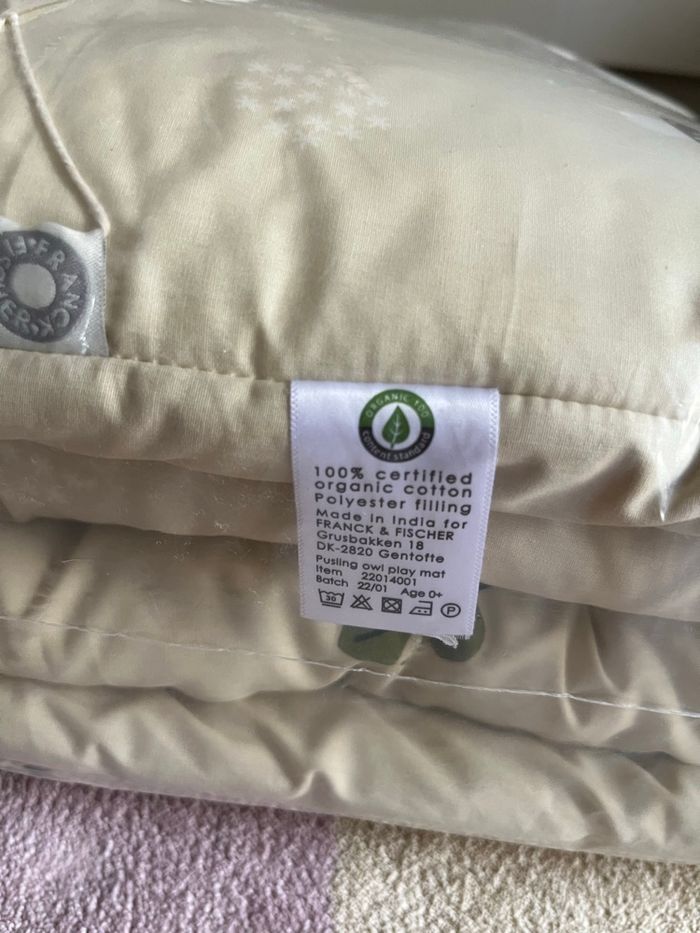 FRANCK
ORGANIC 100
content standard
100% certified
organic cotton
Polyester filling
Made in India for
FRANCK & FISCHER
Grusbakken 18
DK-2820 Gentofte
Pusling owl play mat
Item 22014001
Batch 22/01 Age 0+
30
P